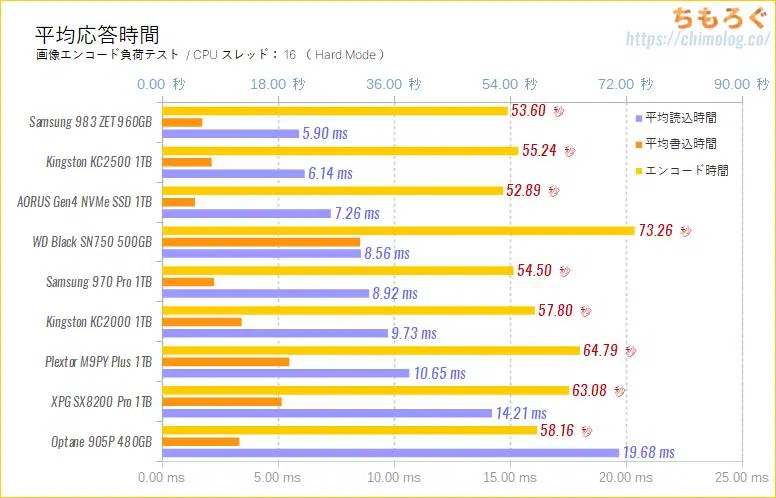 ちもろぐ
https://chimolog.co/
平均応答時間
画像エンコード負荷テスト / CPU スレッド: 16 ( Hard Mode )
0.00 秒 18.00 秒 36.00 秒 54.00 秒 72.00 秒 90.00 秒
Samsung 983 ZET 960GB 53.60 秒
5.90 ms
Kingston KC2500 1TB 55.24 秒
6.14 ms
AORUS Gen4 NVMe SSD 1TB 52.89 秒
7.26 ms
WD Black SN750 500GB 73.26 秒
8.56 ms
Samsung 970 Pro 1TB 54.50 秒
8.92 ms
Kingston KC2000 1TB 57.80 秒
9.73 ms
Plextor M9PY Plus 1TB 64.79 秒
10.65 ms
XPG SX8200 Pro 1TB 63.08 秒
14.21 ms
Optane 905P 480GB 58.16 秒
19.68 ms
平均読込時間
平均書込時間
エンコード時間
0.00 ms 5.00 ms 10.00 ms 15.00 ms 20.00 ms 25.00 ms